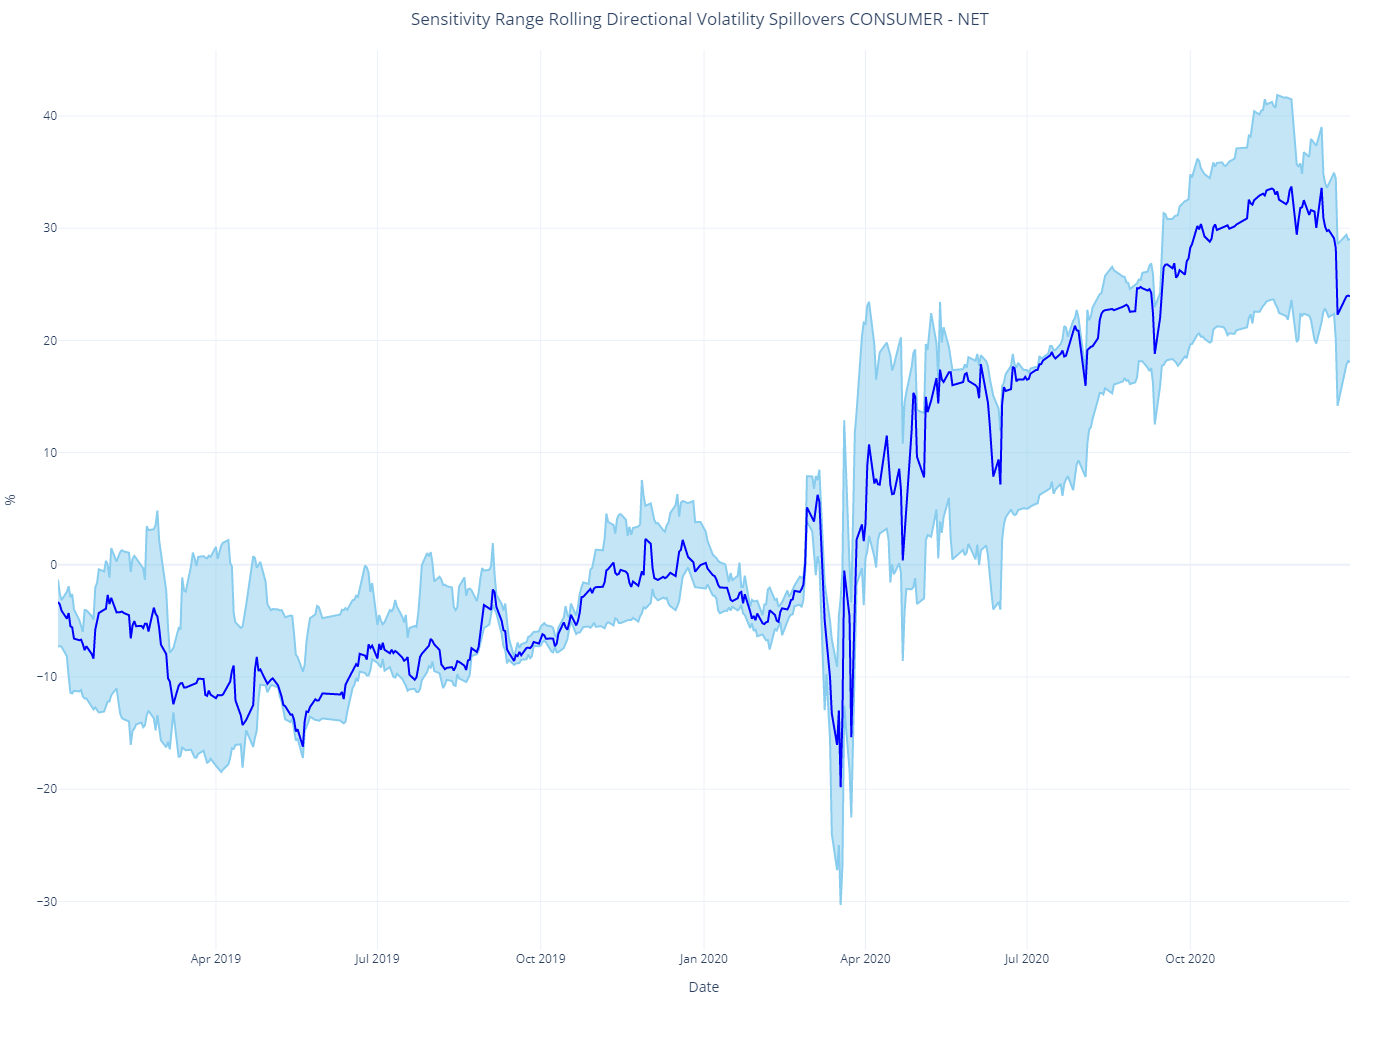 Sensitivity Range Rolling Directional Volatility Spillovers CONSUMER - NET
40
30
20
10
0
−10
−20
−30
%
Apr 2019
Jul 2019
Oct 2019
Jan 2020
Apr 2020
Jul 2020
Oct 2020
Date